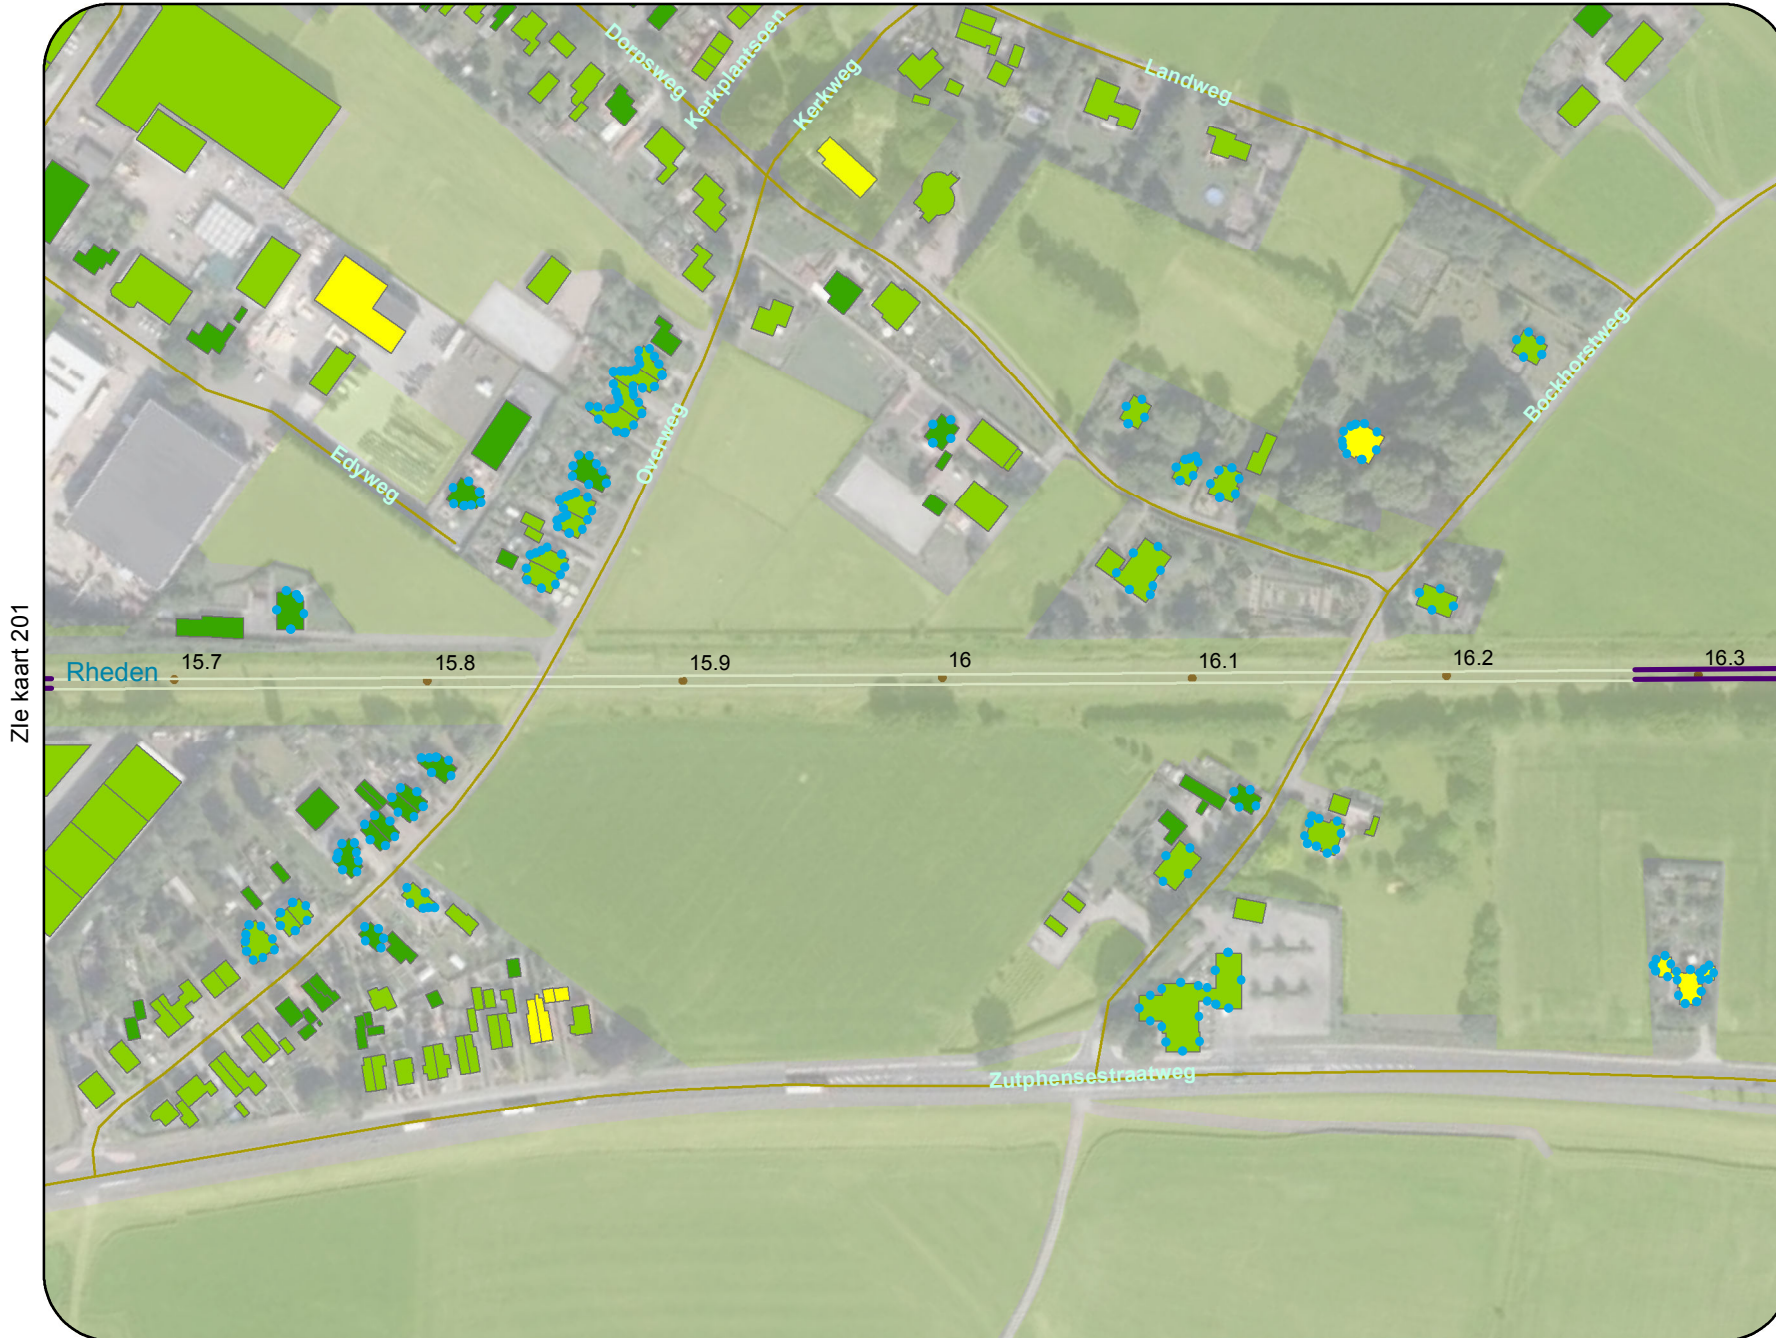 Dorpsweg
Kerkplantsoen
Kerkweg
Landweg
Bockhorstweg
Overweg
Edyweg
ZIe kaart 201
Rheden
15.7
15.8
15.9
16
16.1
16.2
16.3
Zutphensestraatweg